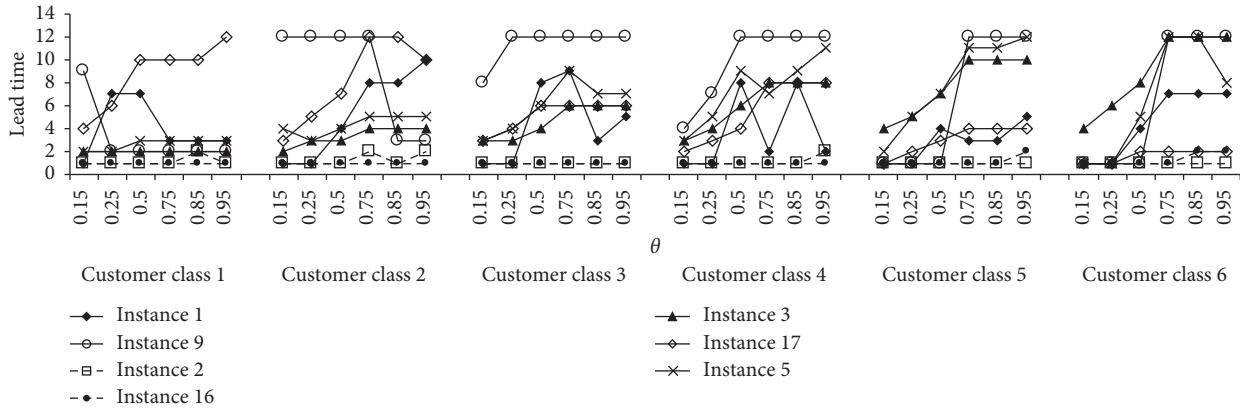 14
12
10
8
6
4
2
0
Lead time
0.15 0.25 0.5 0.75 0.85 0.95 0.15 0.25 0.5 0.75 0.85 0.95 0.15 0.25 0.5 0.75 0.85 0.95 0.15 0.25 0.5 0.75 0.85 0.95 0.15 0.25 0.5 0.75 0.85 0.95 0.15 0.25 0.5 0.75 0.85 0.95
θ
Customer class 1 Customer class 2 Customer class 3 Customer class 4 Customer class 5 Customer class 6
Instance 1
Instance 9
Instance 2
Instance 16
Instance 3
Instance 17
Instance 5